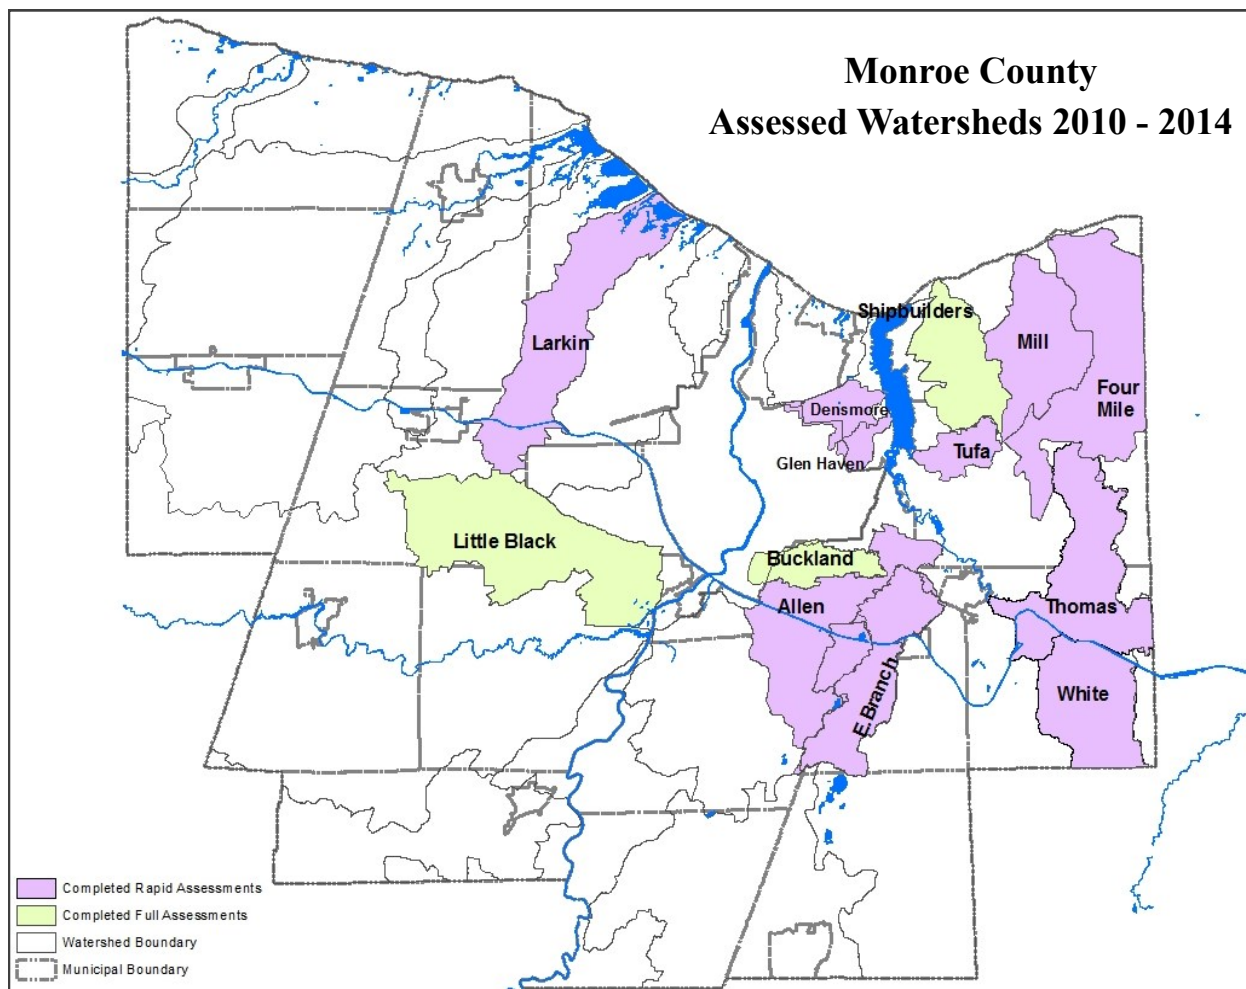 Monroe County
Assessed Watersheds 2010 - 2014
Shipbuilders
Larkin
Mill
Four
Mile
Densmore
Tufa
Glen Haven
Little Black
Buckland
Allen
Thomas
E. Branch
White
Completed Rapid Assessments
Completed Full Assessments
Watershed Boundary
Municipal Boundary